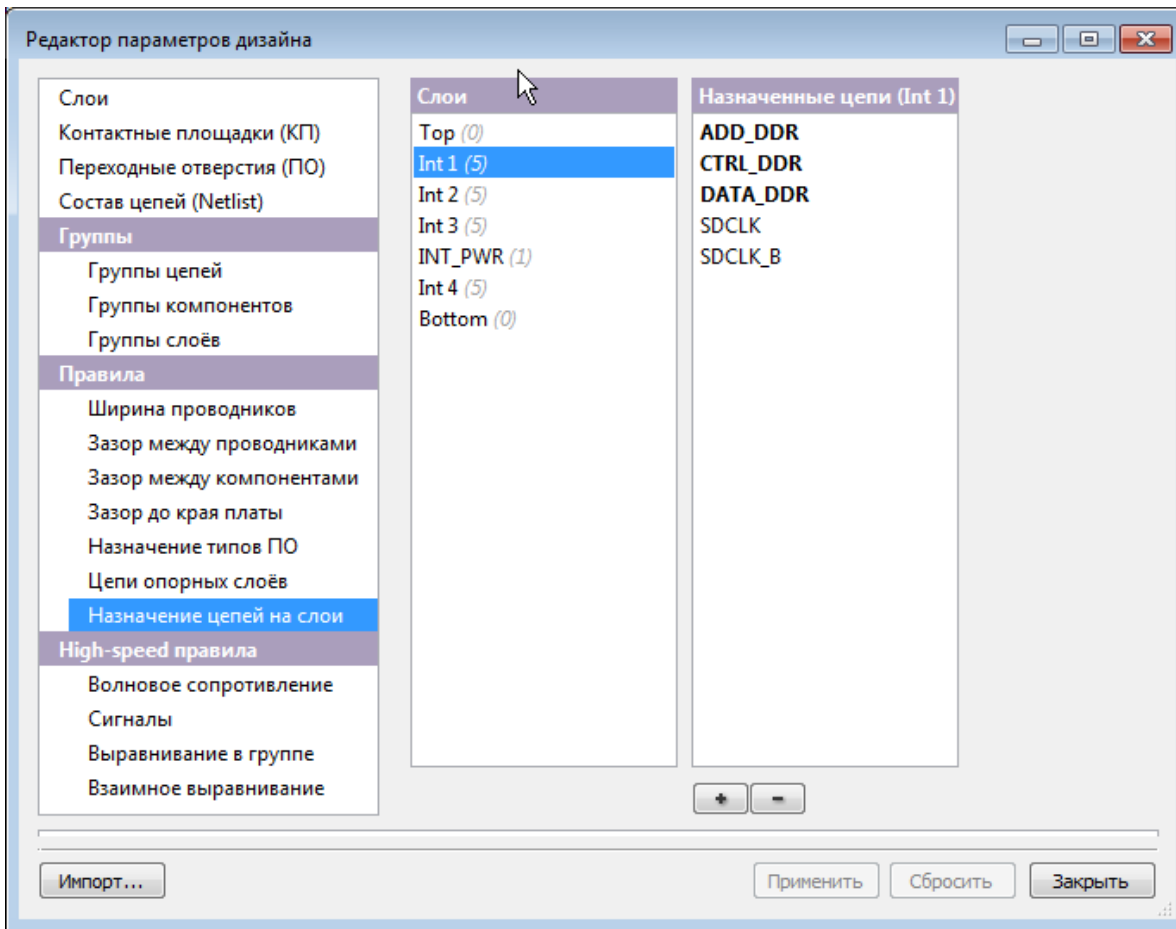 Редактор параметров дизайна
Слои
Контактные площадки (КП)
Переходные отверстия (ПО)
Состав цепей (Netlist)
Группы
Группы цепей
Группы компонентов
Группы слоёв
Правила
Ширина проводников
Зазор между проводниками
Зазор между компонентами
Зазор до края платы
Назначение типов ПО
Цепи опорных слоёв
Назначение цепей на слои
High-speed правила
Волновое сопротивление
Сигналы
Выравнивание в группе
Взаимное выравнивание
Слои
Top (0)
Int 1 (5)
Int 2 (5)
Int 3 (5)
INT_PWR (1)
Int 4 (5)
Bottom (0)
Назначенные цепи (Int 1)
ADD_DDR
CTRL_DDR
DATA_DDR
SDCLK
SDCLK_B
+ -
Импорт...
Применить
Сбросить
Закрыть